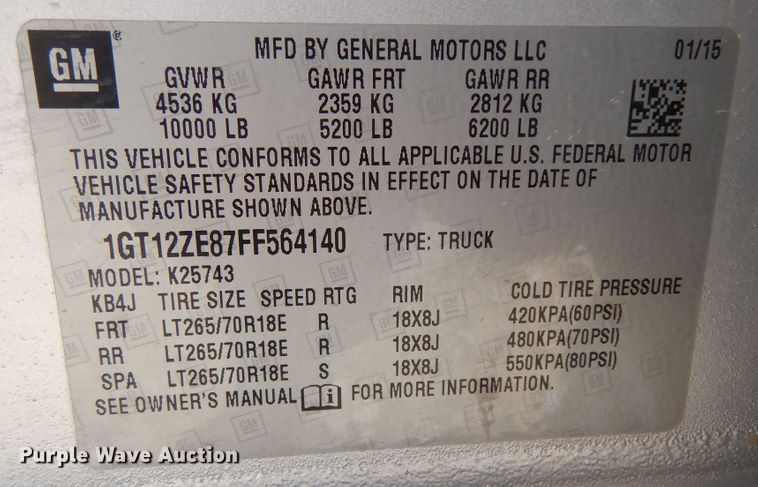 GM ®
MFD BY GENERAL MOTORS LLC 01/15
GVWR GAWR FRT GAWR RR
4536 KG 2359 KG 2812 KG
10000 LB 5200 LB 6200 LB
THIS VEHICLE CONFORMS TO ALL APPLICABLE U.S. FEDERAL MOTOR
VEHICLE SAFETY STANDARDS IN EFFECT ON THE DATE OF
MANUFACTURE SHOWN ABOVE.
1GT12ZE87FF564140 TYPE: TRUCK
MODEL: K25743
KB4J TIRE SIZE SPEED RTG RIM COLD TIRE PRESSURE
FRT LT265/70R18E R 18X8J 420KPA(60PSI)
RR LT265/70R18E R 18X8J 480KPA(70PSI)
SPA LT265/70R18E S 18X8J 550KPA(80PSI)
SEE OWNER'S MANUAL FOR MORE INFORMATION.
Purple Wave Auction